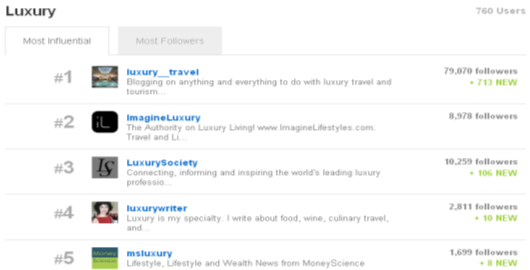 Luxury
760 Users
Most Influential
Most Followers
#1
luxury__travel
Blogging on anything and everything to do with luxury travel and
tourism...
79,070 followers
+ 713 NEW
#2
iL
ImagineLuxury
The Authority on Luxury Living! www.ImagineLifestyles.com.
Travel and Li...
8,978 followers
#3
LS
LuxurySociety
Connecting, informing and inspiring the world's leading luxury
professio...
10,259 followers
+ 106 NEW
#4
luxurywriter
Luxury is my specialty. I write about food, wine, culinary travel,
and...
2,811 followers
+ 10 NEW
#5
msluxury
Lifestyle, Lifestyle and Wealth News from MoneyScience
1,699 followers
+ 8 NEW